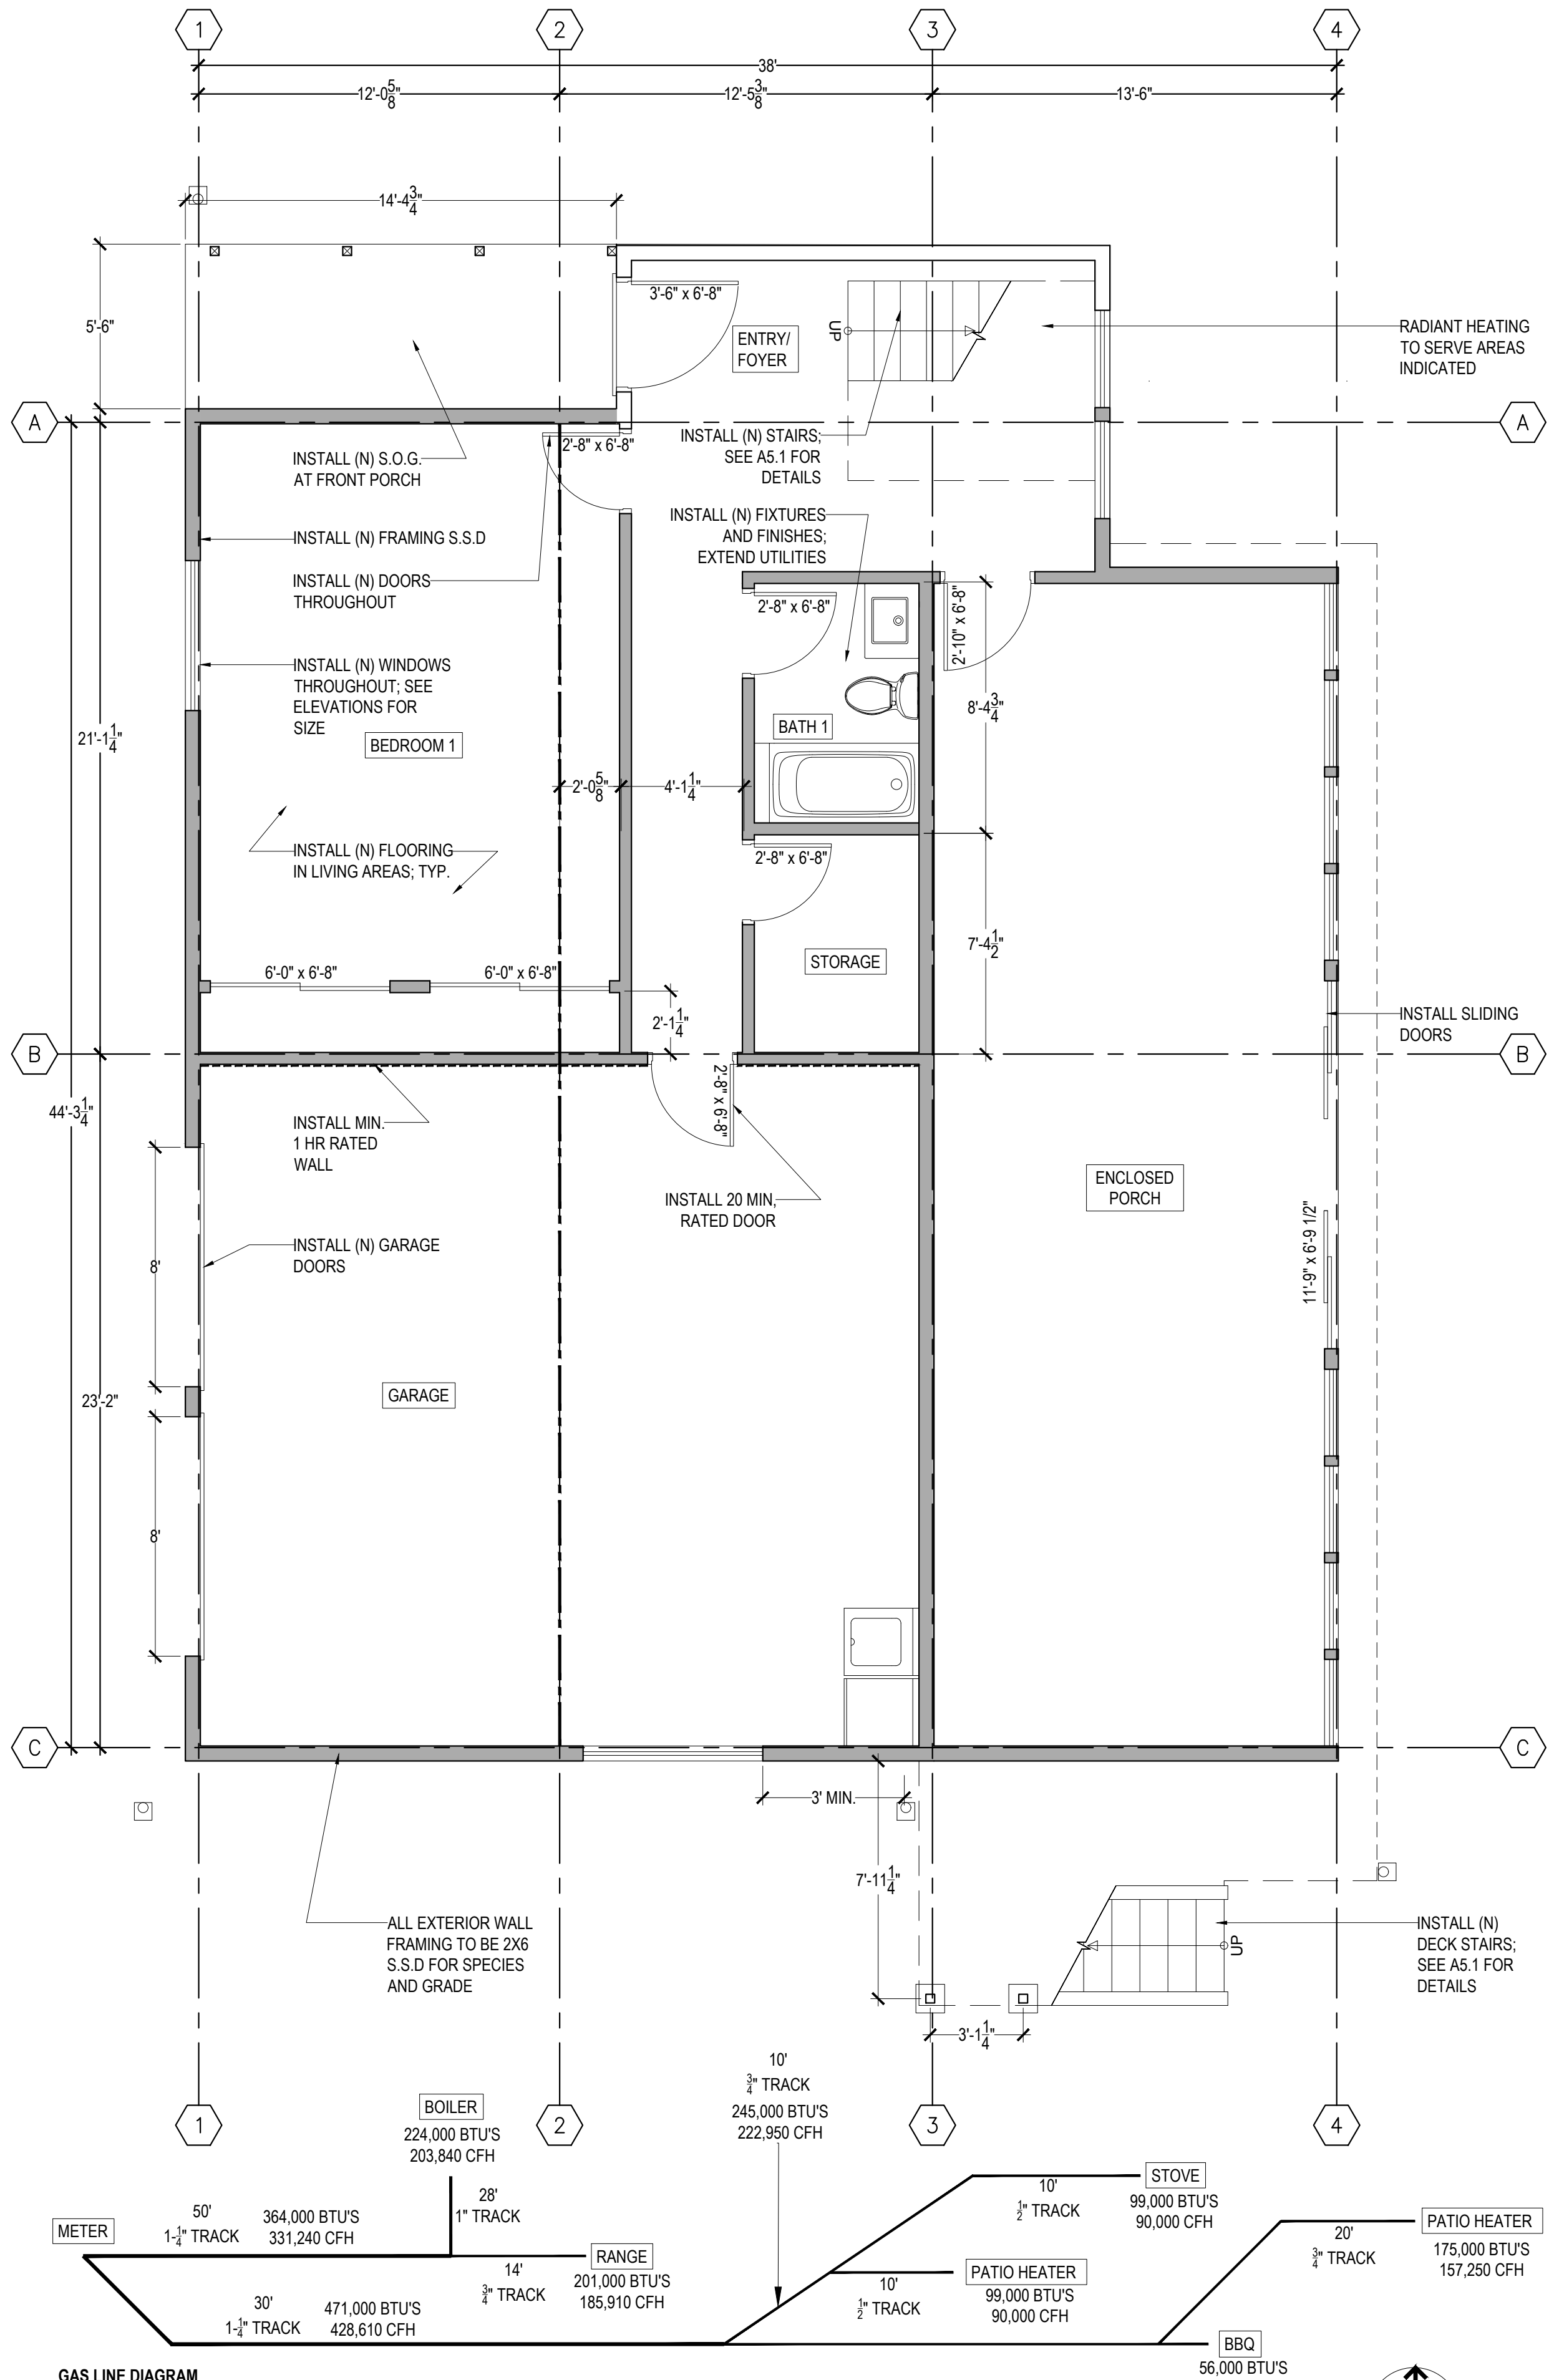 1
2
3
4
38'
12'-0 5/8"
12'-5 3/8"
13'-6"
14'-4 3/4"
5'-6"
3'-6" x 6'-8"
ENTRY/
FOYER
UP
RADIANT HEATING
TO SERVE AREAS
INDICATED
A
A
2'-8" x 6'-8"
INSTALL (N) STAIRS;
SEE A5.1 FOR
DETAILS
INSTALL (N) S.O.G.
AT FRONT PORCH
INSTALL (N) FIXTURES
AND FINISHES;
EXTEND UTILITIES
INSTALL (N) FRAMING S.S.D
INSTALL (N) DOORS
THROUGHOUT
2'-8" x 6'-8"
2'-10" x 6'-8"
INSTALL (N) WINDOWS
THROUGHOUT; SEE
ELEVATIONS FOR
SIZE
8'-4 3/4"
BATH 1
21'-1 1/4"
BEDROOM 1
2'-0 5/8"
4'-1 1/4"
INSTALL (N) FLOORING
IN LIVING AREAS; TYP.
2'-8" x 6'-8"
7'-4 1/2"
STORAGE
6'-0" x 6'-8"
6'-0" x 6'-8"
2'-1 1/4"
INSTALL SLIDING
DOORS
B
B
2'-8" x 6'-8"
44'-3 1/4"
INSTALL MIN.
1 HR RATED
WALL
INSTALL 20 MIN,
RATED DOOR
ENCLOSED
PORCH
11'-9" x 6'-9 1/2"
INSTALL (N) GARAGE
DOORS
8'
GARAGE
23'-2"
8'
C
C
3' MIN.
7'-11 1/4"
ALL EXTERIOR WALL
FRAMING TO BE 2X6
S.S.D FOR SPECIES
AND GRADE
UP
INSTALL (N)
DECK STAIRS;
SEE A5.1 FOR
DETAILS
3'-1 1/4"
1
2
3
4
10'
3/4" TRACK
245,000 BTU'S
222,950 CFH
BOILER
224,000 BTU'S
203,840 CFH
28'
1" TRACK
METER
50'
1-1/4" TRACK
364,000 BTU'S
331,240 CFH
14'
3/4" TRACK
RANGE
201,000 BTU'S
185,910 CFH
30'
1-1/4" TRACK
471,000 BTU'S
428,610 CFH
STOVE
10'
1/2" TRACK
99,000 BTU'S
90,000 CFH
PATIO HEATER
10'
1/2" TRACK
99,000 BTU'S
90,000 CFH
PATIO HEATER
20'
3/4" TRACK
175,000 BTU'S
157,250 CFH
BBQ
56,000 BTU'S
GAS LINE DIAGRAM